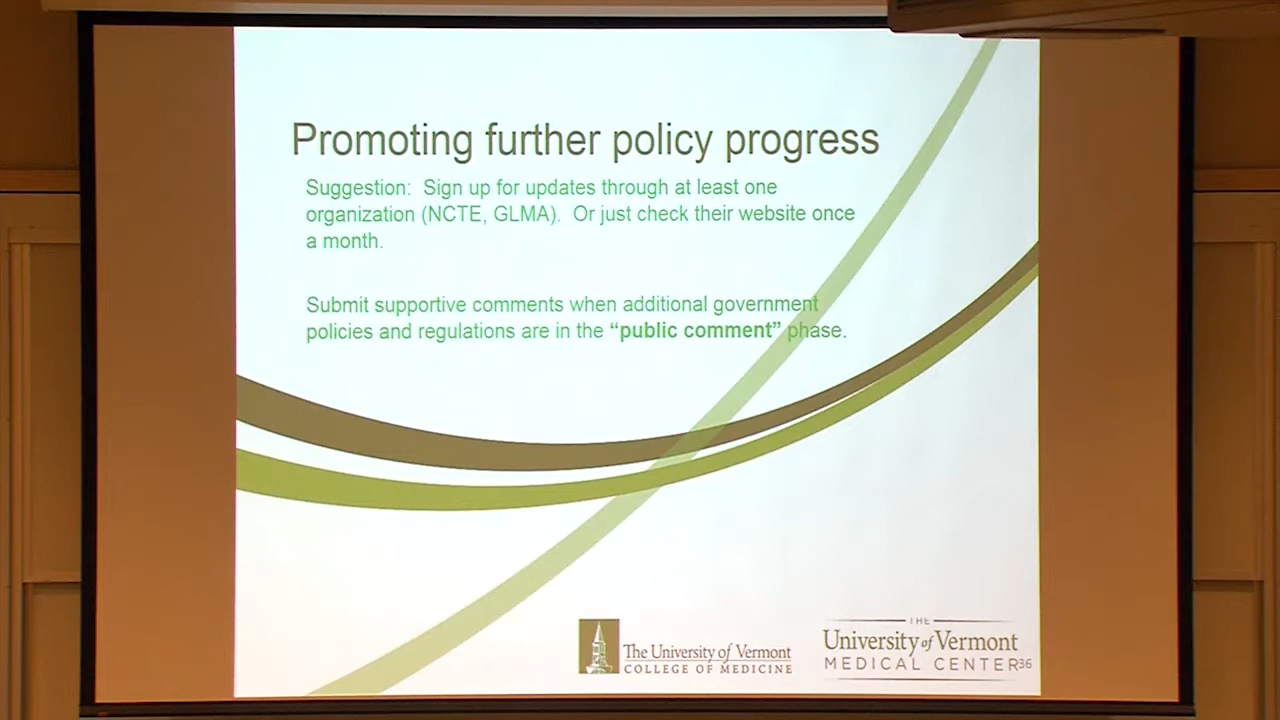 Promoting further policy progress
Suggestion: Sign up for updates through at least one
organization (NCTE, GLMA). Or just check their website once
a month.
Submit supportive comments when additional government
policies and regulations are in the “public comment” phase.
The University of Vermont
COLLEGE OF MEDICINE
THE
University of Vermont
MEDICAL CENTER
36